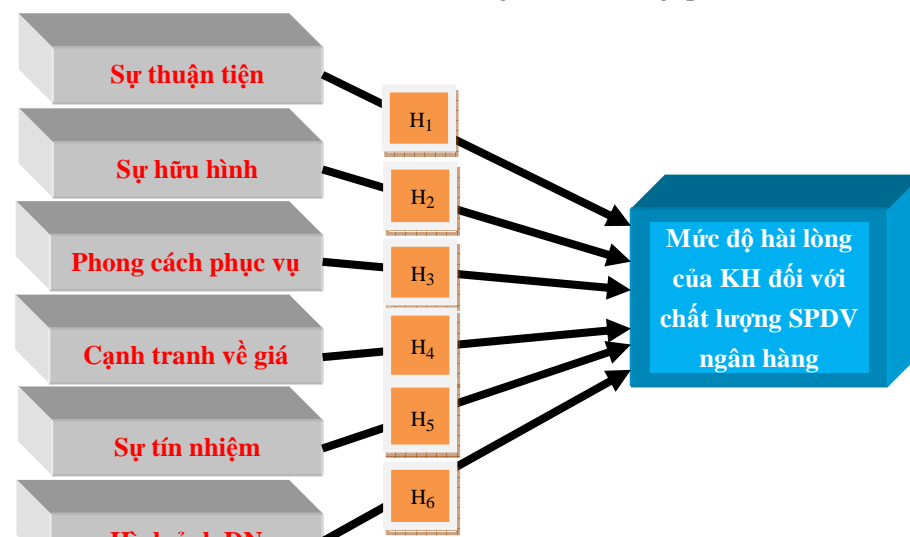 Sự thuận tiện
H1
Sự hữu hình
H2
Phong cách phục vụ
H3
Cạnh tranh về giá
H4
Sự tín nhiệm
H5
H6
Mức độ hài lòng
của KH đối với
chất lượng SPDV
ngân hàng